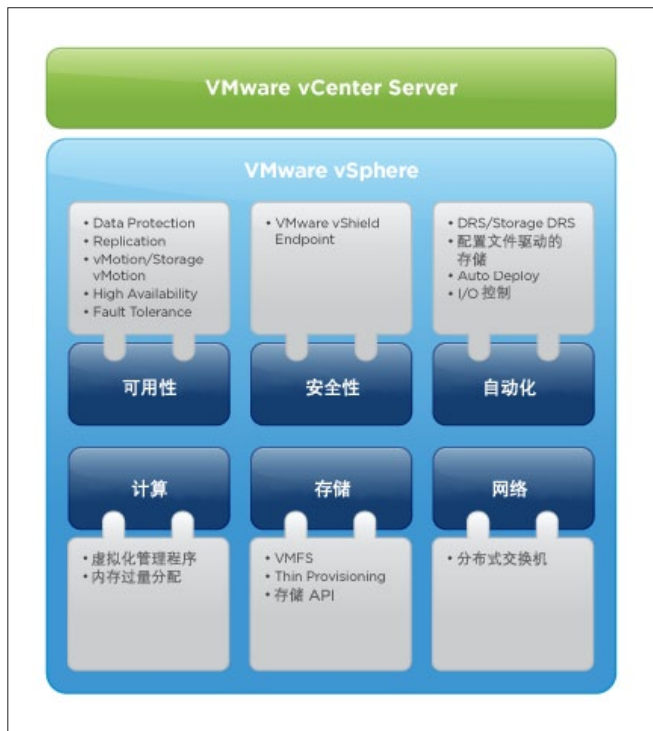 VMware vCenter Server
VMware vSphere
• Data Protection
• Replication
• vMotion/Storage
vMotion
• High Availability
• Fault Tolerance
可用性
• VMware vShield
Endpoint
安全性
• DRS/Storage DRS
• 配置文件驱动的
存储
• Auto Deploy
• I/O 控制
自动化
计算
• 虚拟化管理程序
• 内存过量分配
存储
• VMFS
• Thin Provisioning
• 存储 API
网络
• 分布式交换机